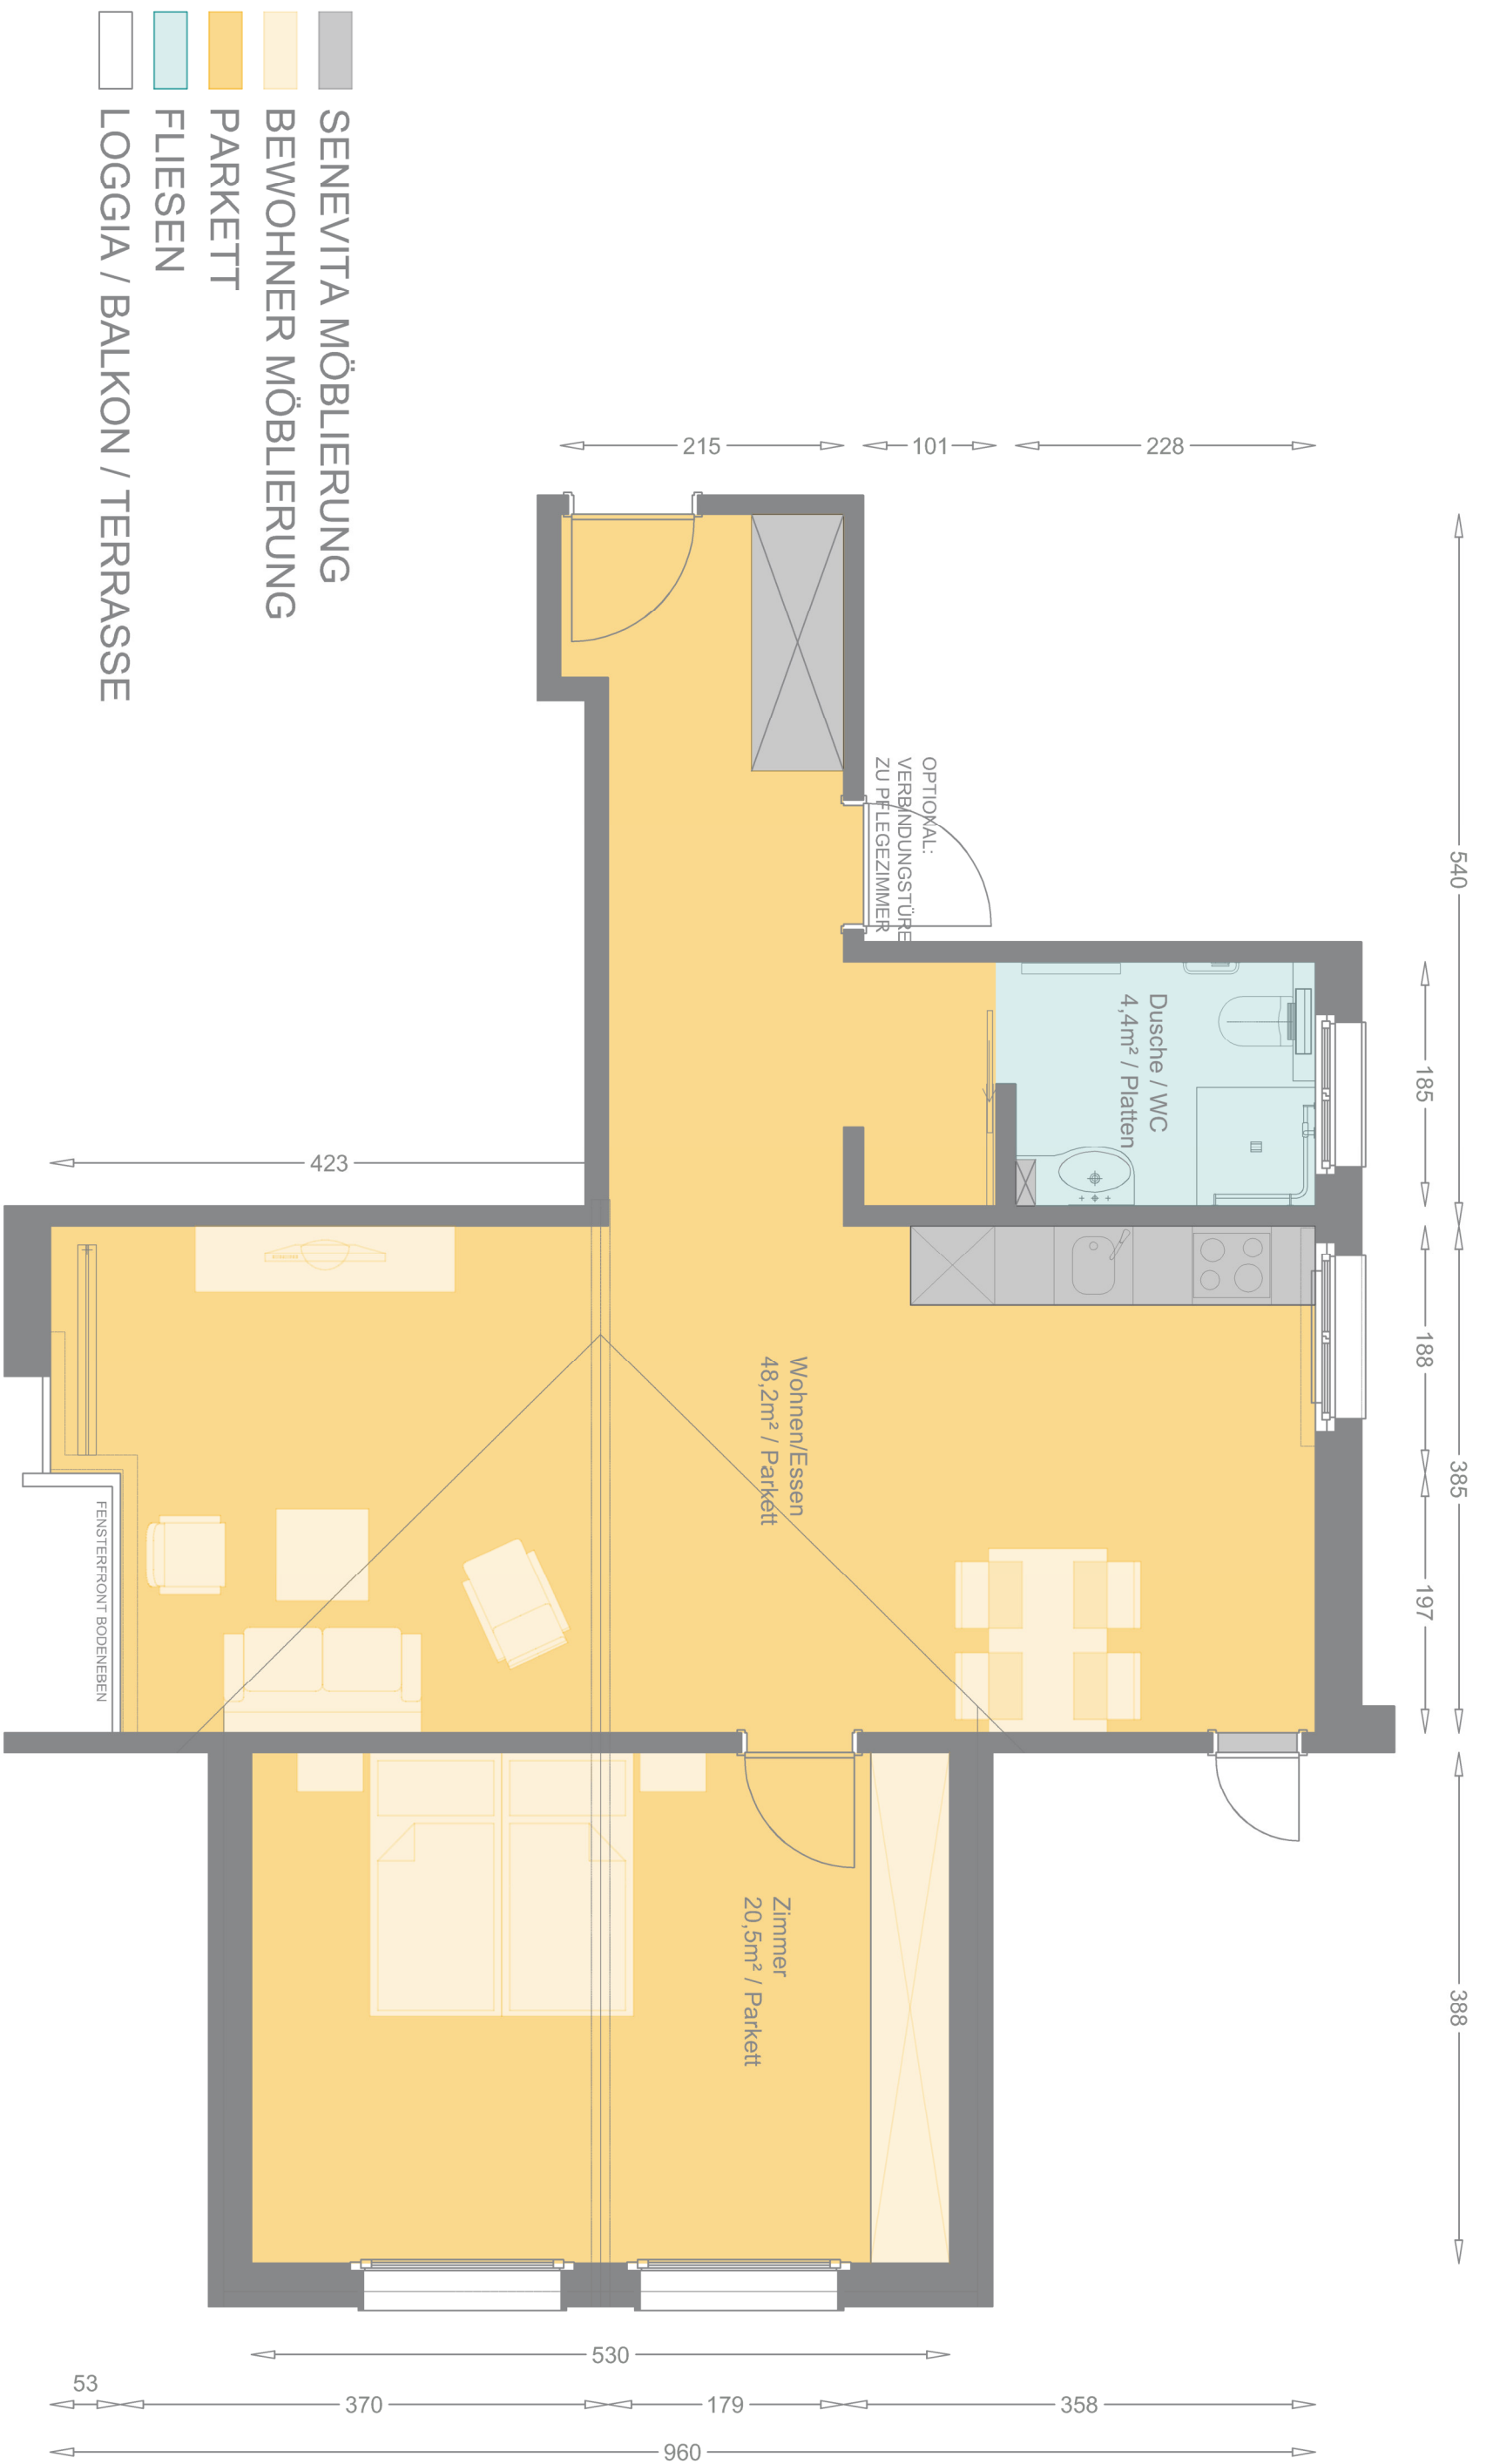 SENEVITA MÖBLIERUNG
BEWOHNER MÖBLIERUNG
PARKETT
FLIESEN
LOGGIA / BALKON / TERRASSE
215
101
228
540
OPTIONAL:
VERBINDUNGSTÜRE
ZU PFLEGEZIMMER
Dusche / WC
4,4m² / Platten
185
423
188
Wohnen/Essen
48,2m² / Parkett
385
197
FENSTERFRONT BODENEBEN
Zimmer
20,5m² / Parkett
388
530
53
370
179
358
960